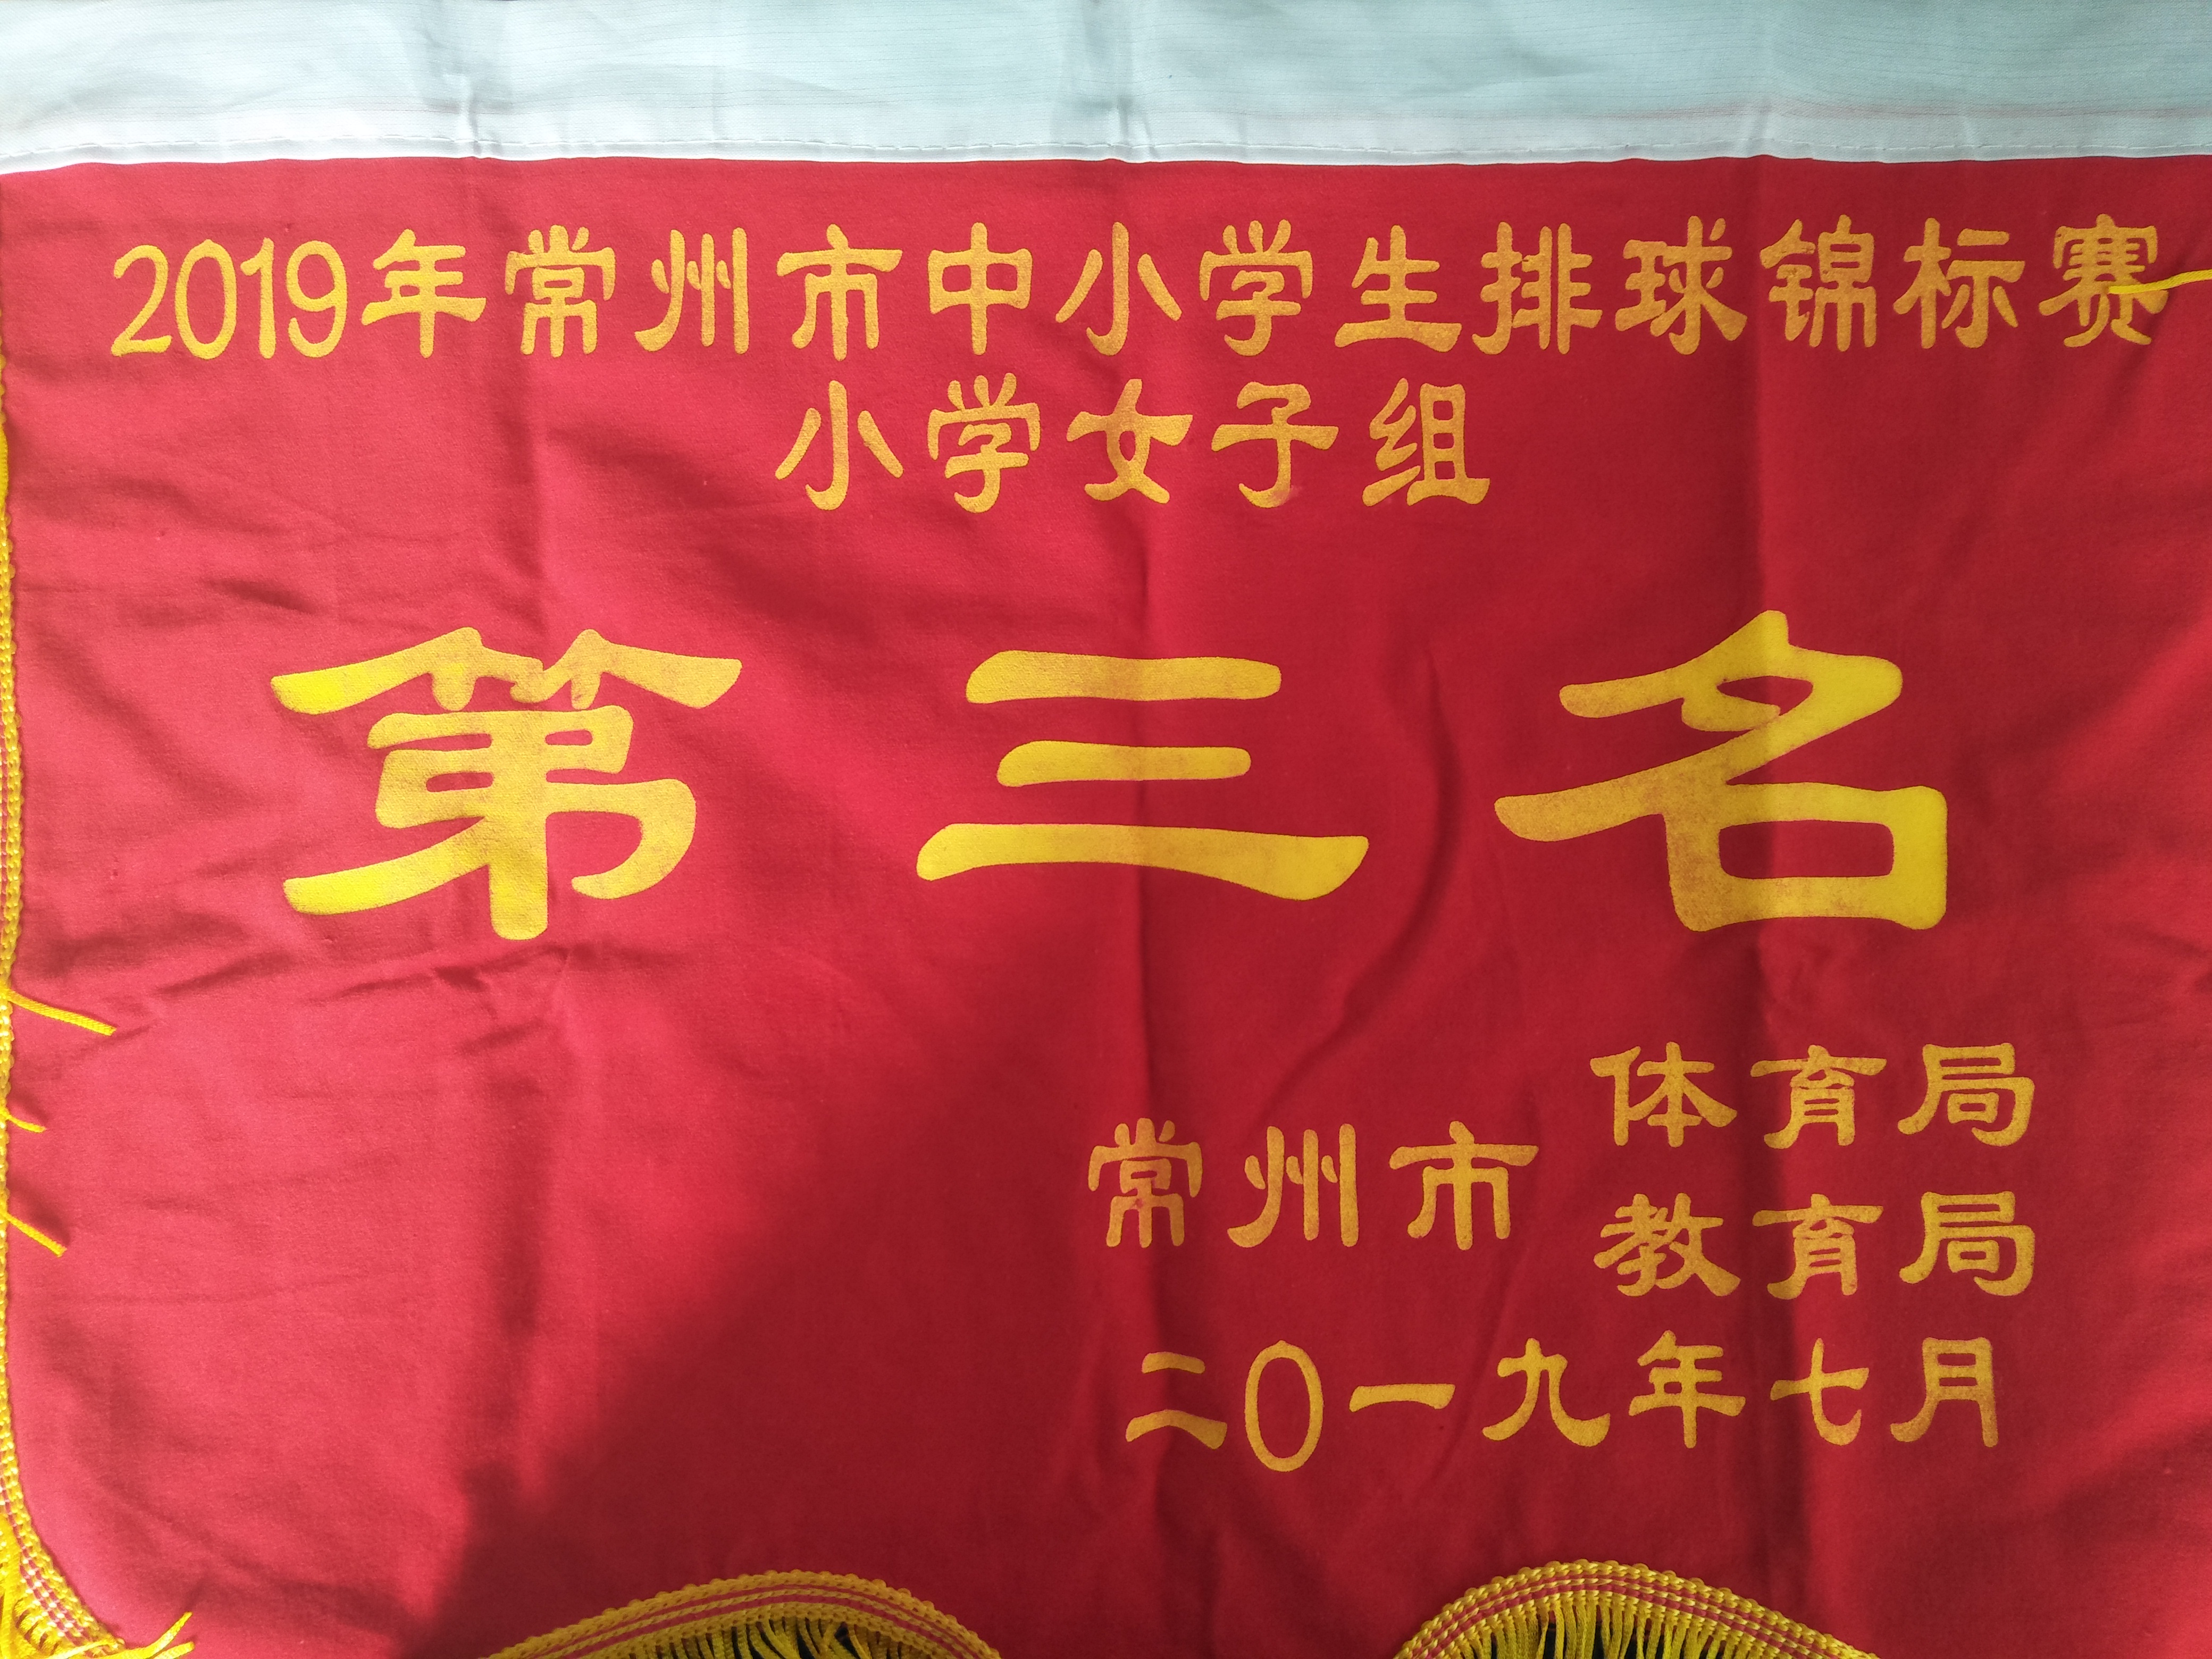 2019年常州市中小学生排球锦标赛
小学女子组
第三名
常州市
体育局
教育局
二0一九年七月